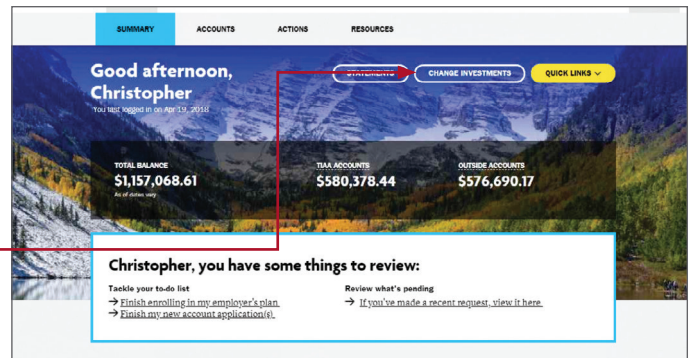 SUMMARY ACCOUNTS ACTIONS RESOURCES
Good afternoon,
Christopher
You last logged in on Apr 19, 2018
STATEMENTS CHANGE INVESTMENTS QUICK LINKS
TOTAL BALANCE
$1,157,068.61
As of dates vary
TIAA ACCOUNTS
$580,378.44
OUTSIDE ACCOUNTS
$576,690.17
Christopher, you have some things to review:
Tackle your to-do list
→ Finish enrolling in my employer's plan
→ Finish my new account application(s)
Review what's pending
→ If you've made a recent request, view it here